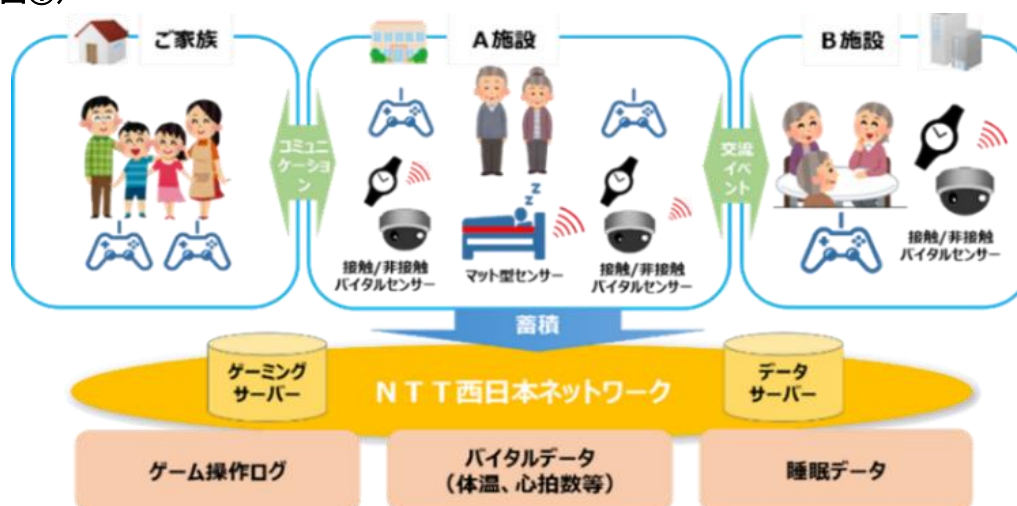 ご家族
A施設
B施設
コミュニ
ケーショ
ン
交流
イベ
ント
z
z
接触/非接触
バイタルセンサー
マット型センサー
接触/非接触
バイタルセンサー
接触/非接触
バイタルセンサー
蓄積
ゲーミング
サーバー
NTT西日本ネットワーク
データ
サーバー
ゲーム操作ログ
バイタルデータ
(体温、心拍数等)
睡眠データ